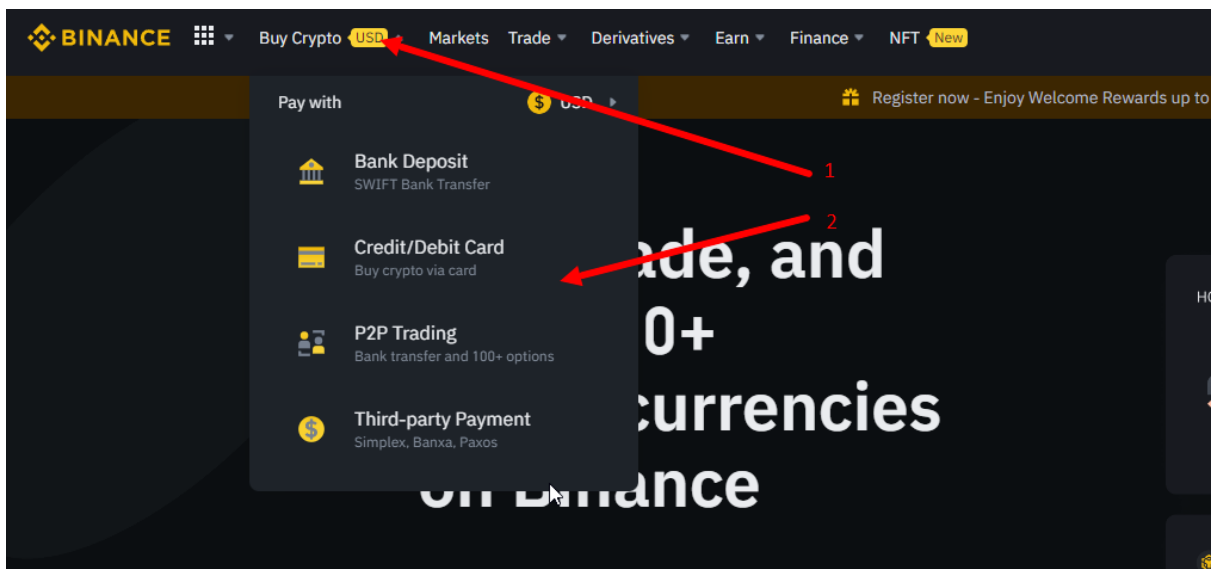 BINANCE Buy Crypto USD Markets Trade Derivatives Earn Finance NFT New
Pay with USD
Register now - Enjoy Welcome Rewards up to
Bank Deposit
SWIFT Bank Transfer
1
2
Credit/Debit Card
Buy crypto via card
ade, and
HO
P2P Trading
Bank transfer and 100+ options
0+
Third-party Payment
Simplex, Banxa, Paxos
currencies
on Binance